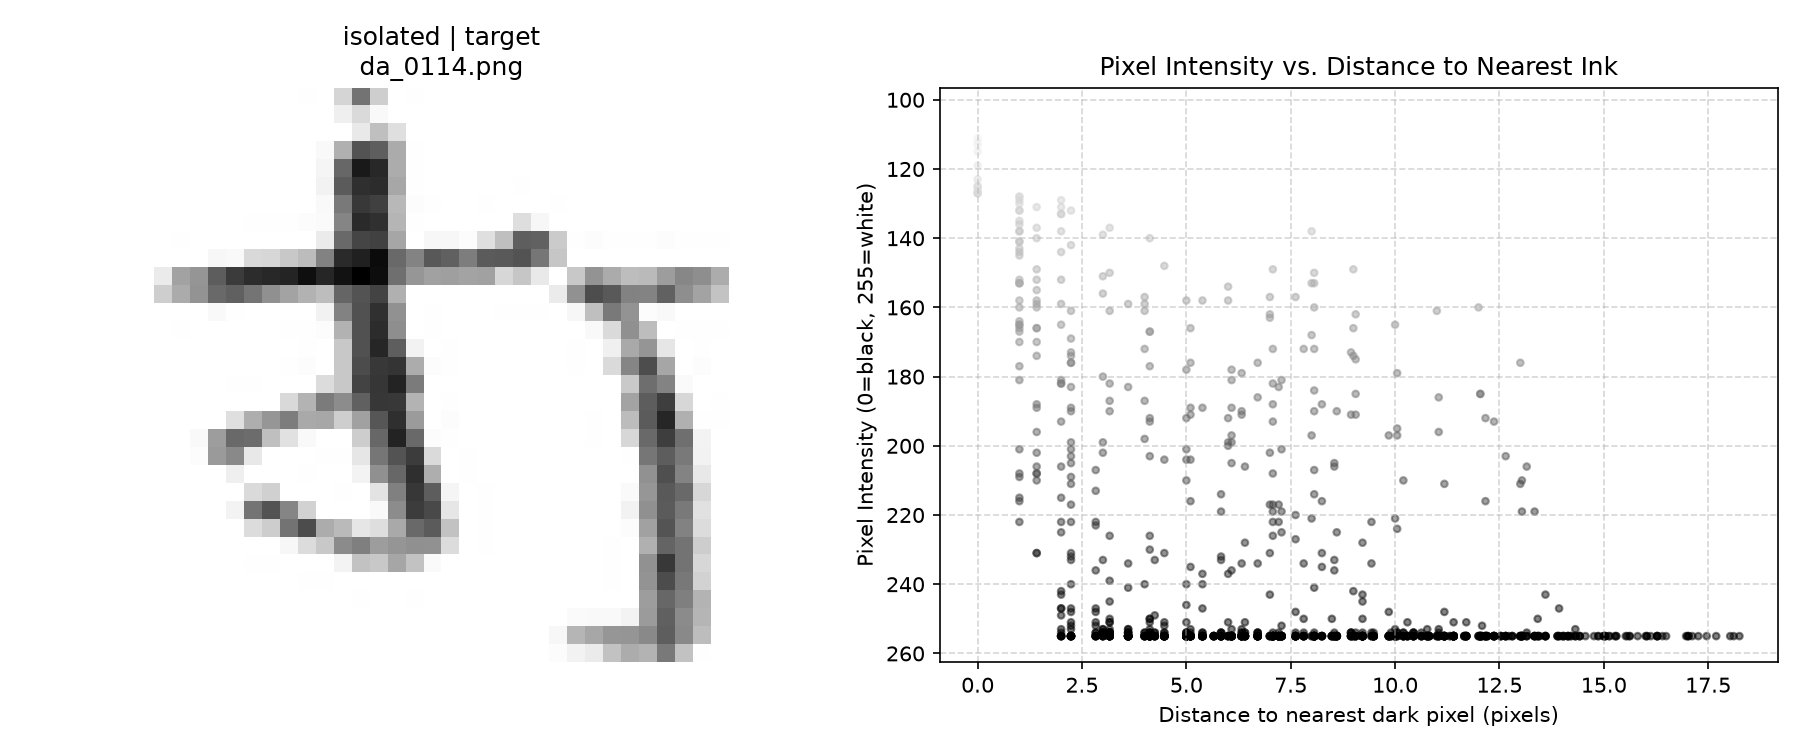 isolated | target
da_0114.png
Pixel Intensity vs. Distance to Nearest Ink
Pixel Intensity (0=black, 255=white)
100
120
140
160
180
200
220
240
260
0.0 2.5 5.0 7.5 10.0 12.5 15.0 17.5
Distance to nearest dark pixel (pixels)